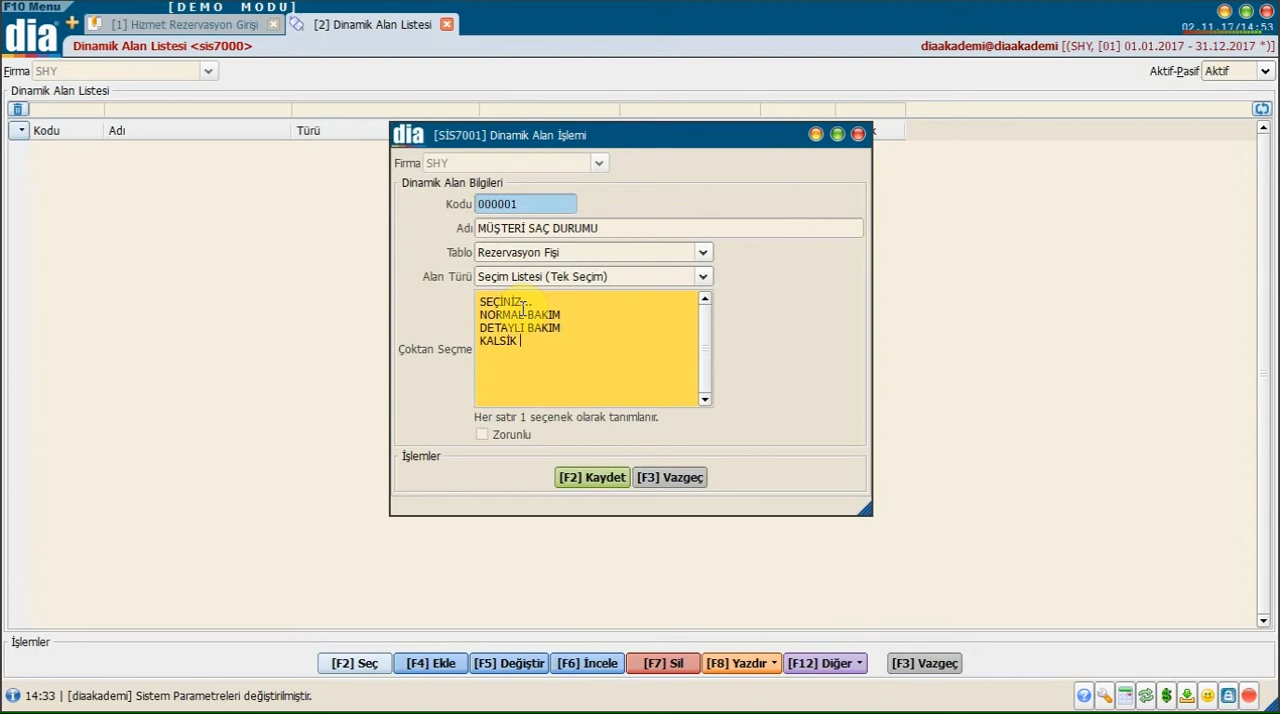 F10 Menu
[DEMO MODU]
[1] Hizmet Rezervasyon Girişi
[2] Dinamik Alan Listesi
02.11.17/14:53
dia
Dinamik Alan Listesi <sis7000>
diaakademi@diaakademi [(SHY, [01] 01.01.2017 - 31.12.2017 *)]
Firma SHY
Aktif-Pasif Aktif
Dinamik Alan Listesi
Kodu Adı Türü
dia [SİS7001] Dinamik Alan İşlemi
Firma SHY
Dinamik Alan Bilgileri
Kodu 000001
Adı MÜŞTERİ SAÇ DURUMU
Tablo Rezervasyon Fişi
Alan Türü Seçim Listesi (Tek Seçim)
SEÇİNİZ...
NORMAL BAKIM
DETAYLI BAKIM
KALSİK
Çoktan Seçme
Her satır 1 seçenek olarak tanımlanır.
Zorunlu
İşlemler
[F2] Kaydet [F3] Vazgeç
İşlemler
[F2] Seç [F4] Ekle [F5] Değiştir [F6] İncele [F7] Sil [F8] Yazdır [F12] Diğer [F3] Vazgeç
14:33 | [diaakademi] Sistem Parametreleri değiştirilmiştir.